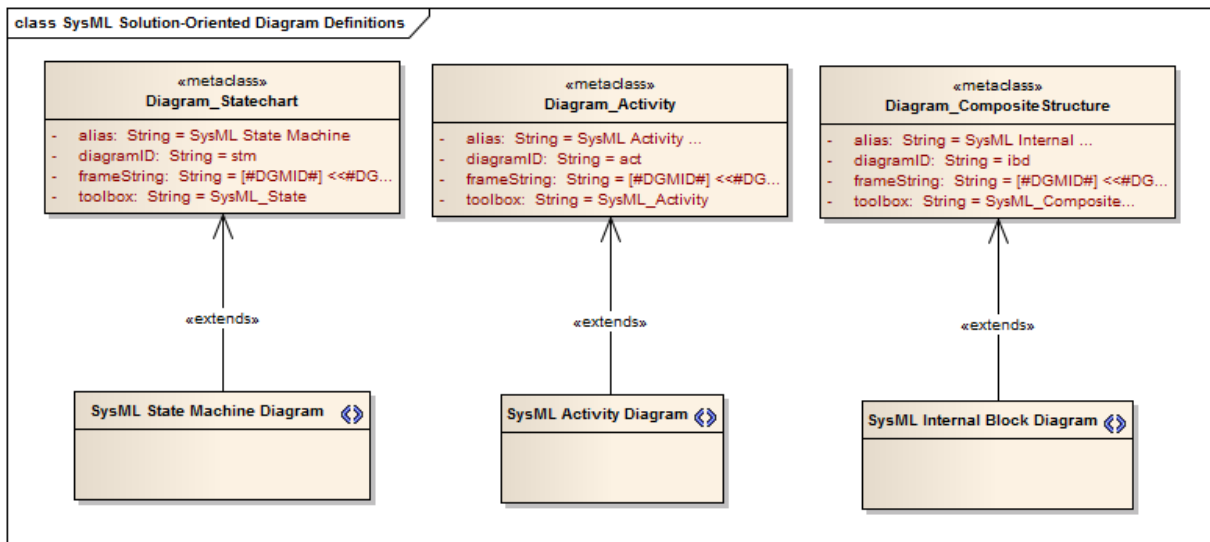 class SysML Solution-Oriented Diagram Definitions
«metaclass»
Diagram_Statechart
- alias: String = SysML State Machine
- diagramID: String = stm
- frameString: String = [#DGMID#] <<#DG...
- toolbox: String = SysML_State
«metaclass»
Diagram_Activity
- alias: String = SysML Activity ...
- diagramID: String = act
- frameString: String = [#DGMID#] <<#DG...
- toolbox: String = SysML_Activity
«metaclass»
Diagram_CompositeStructure
- alias: String = SysML Internal ...
- diagramID: String = ibd
- frameString: String = [#DGMID#] <<#DG...
- toolbox: String = SysML_Composite...
«extends»
«extends»
«extends»
SysML State Machine Diagram
SysML Activity Diagram
SysML Internal Block Diagram